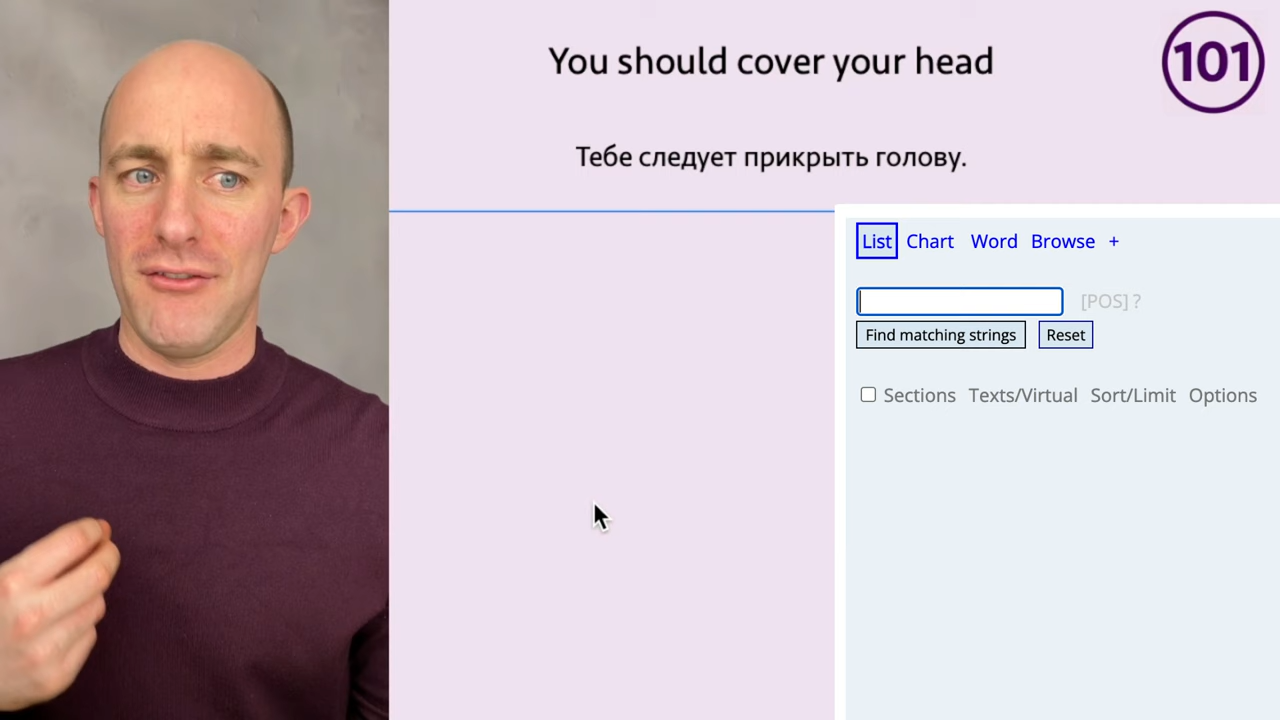 You should cover your head
101
Тебе следует прикрыть голову.
List Chart Word Browse +
[POS] ?
Find matching strings Reset
Sections Texts/Virtual Sort/Limit Options